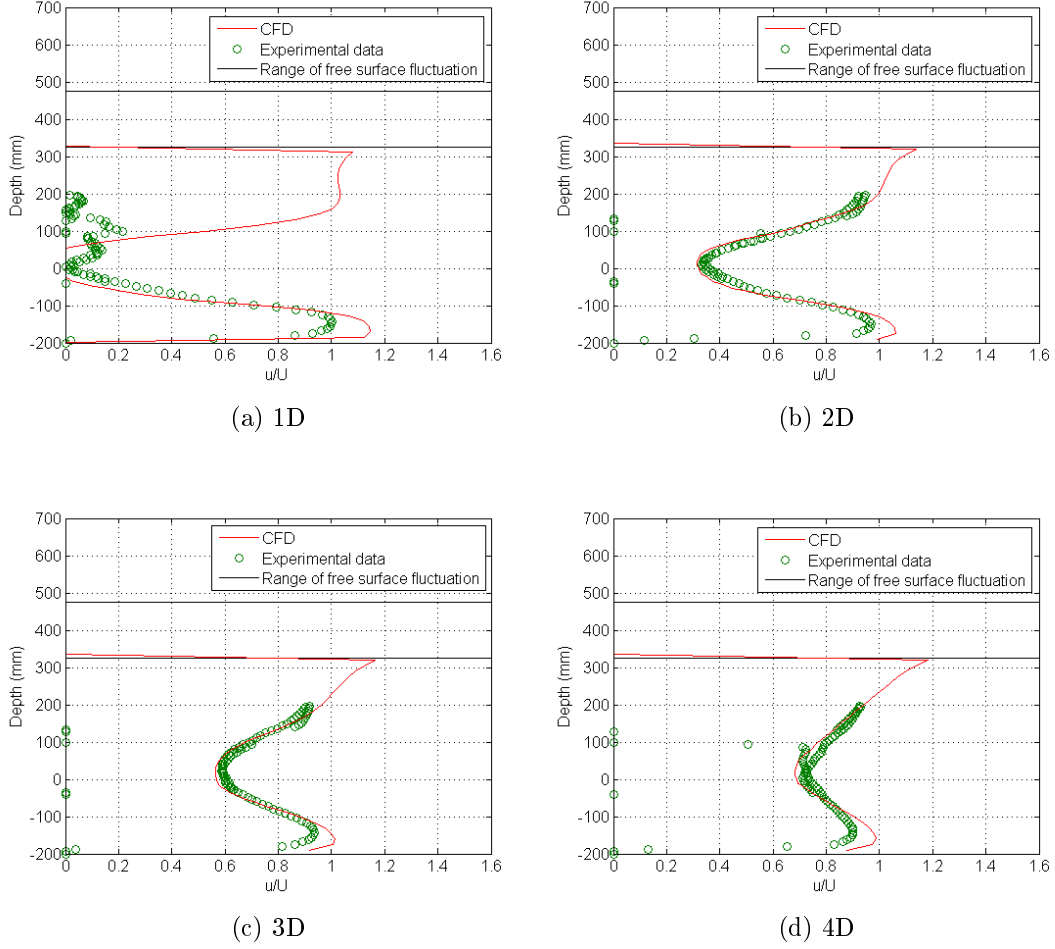 700
600
500
400
300
200
100
0
-100
-200
Depth (mm)
CFD
Experimental data
Range of free surface fluctuation
0 0.2 0.4 0.6 0.8 1 1.2 1.4 1.6
u/U
(a) 1D
700
600
500
400
300
200
100
0
-100
-200
Depth (mm)
CFD
Experimental data
Range of free surface fluctuation
0 0.2 0.4 0.6 0.8 1 1.2 1.4 1.6
u/U
(b) 2D
700
600
500
400
300
200
100
0
-100
-200
Depth (mm)
CFD
Experimental data
Range of free surface fluctuation
0 0.2 0.4 0.6 0.8 1 1.2 1.4 1.6
u/U
(c) 3D
700
600
500
400
300
200
100
0
-100
-200
Depth (mm)
CFD
Experimental data
Range of free surface fluctuation
0 0.2 0.4 0.6 0.8 1 1.2 1.4 1.6
u/U
(d) 4D